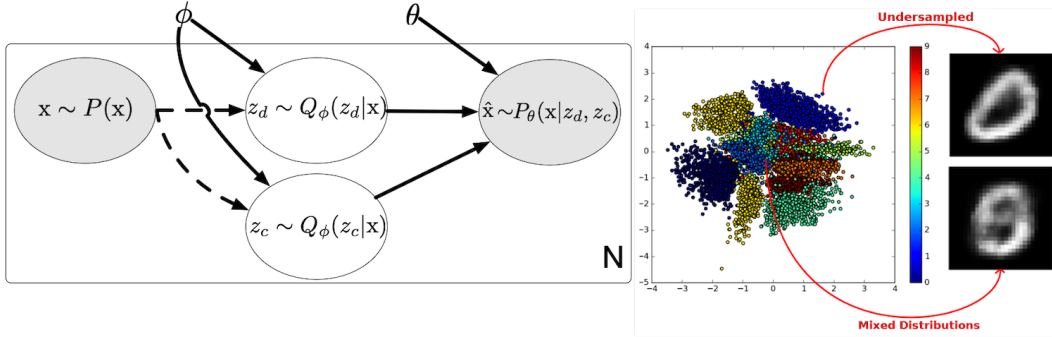 ϕ
θ
x ∼ P(x)
z_d ∼ Q_ϕ(z_d|x)
x̂ ∼ P_θ(x|z_d, z_c)
z_c ∼ Q_ϕ(z_c|x)
N
Undersampled
4
3
2
1
0
−1
−2
−3
−4
−5
−4 −3 −2 −1 0 1 2 3 4
9
8
7
6
5
4
3
2
1
0
Mixed Distributions